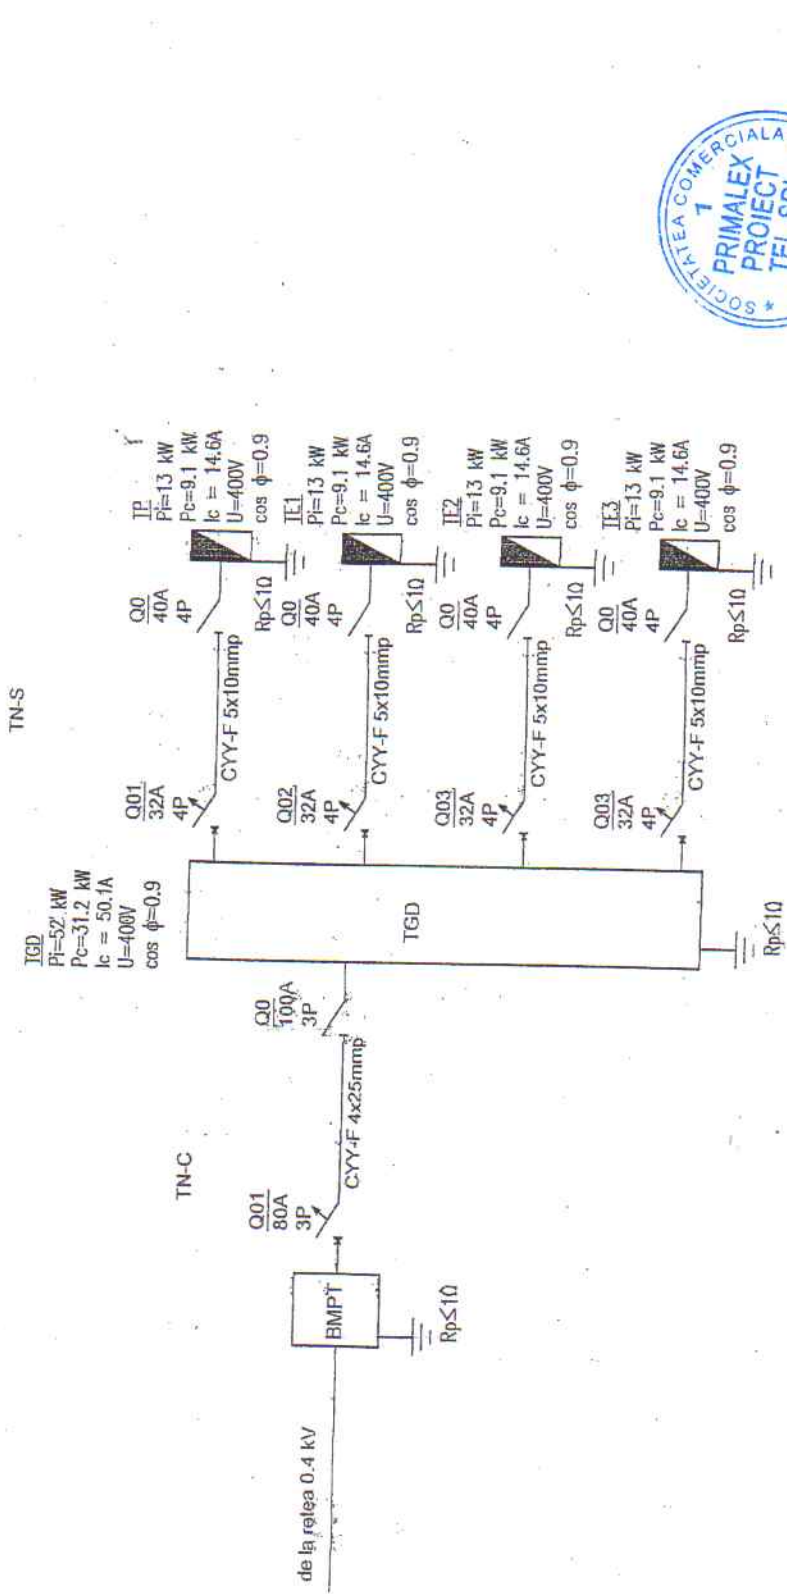 TN-S
TN-C
TGD
Pi=52 kW
Pc=31.2 kW
Ic = 50.1A
U=400V
cos ϕ=0.9
de la rețea 0.4 kV
BMPT
Rp≤1Ω
Q01
80A
3P
CYY-F 4x25mmp
Q0
100A
3P
TGD
Rp≤1Ω
Q01
32A
4P
CYY-F 5x10mmp
Q0
40A
4P
Rp≤1Ω
TP
Pi=13 kW
Pc=9.1 kW
Ic = 14.6A
U=400V
cos ϕ=0.9
Q02
32A
4P
CYY-F 5x10mmp
Q0
40A
4P
Rp≤1Ω
TE1
Pi=13 kW
Pc=9.1 kW
Ic = 14.6A
U=400V
cos ϕ=0.9
Q03
32A
4P
CYY-F 5x10mmp
Q0
40A
4P
Rp≤1Ω
TE2
Pi=13 kW
Pc=9.1 kW
Ic = 14.6A
U=400V
cos ϕ=0.9
Q03
32A
4P
CYY-F 5x10mmp
Q0
40A
4P
Rp≤1Ω
TE3
Pi=13 kW
Pc=9.1 kW
Ic = 14.6A
U=400V
cos ϕ=0.9
* SOCIETATEA COMERCIALA
1
PRIMALEX
PROIECT
TEL SRL